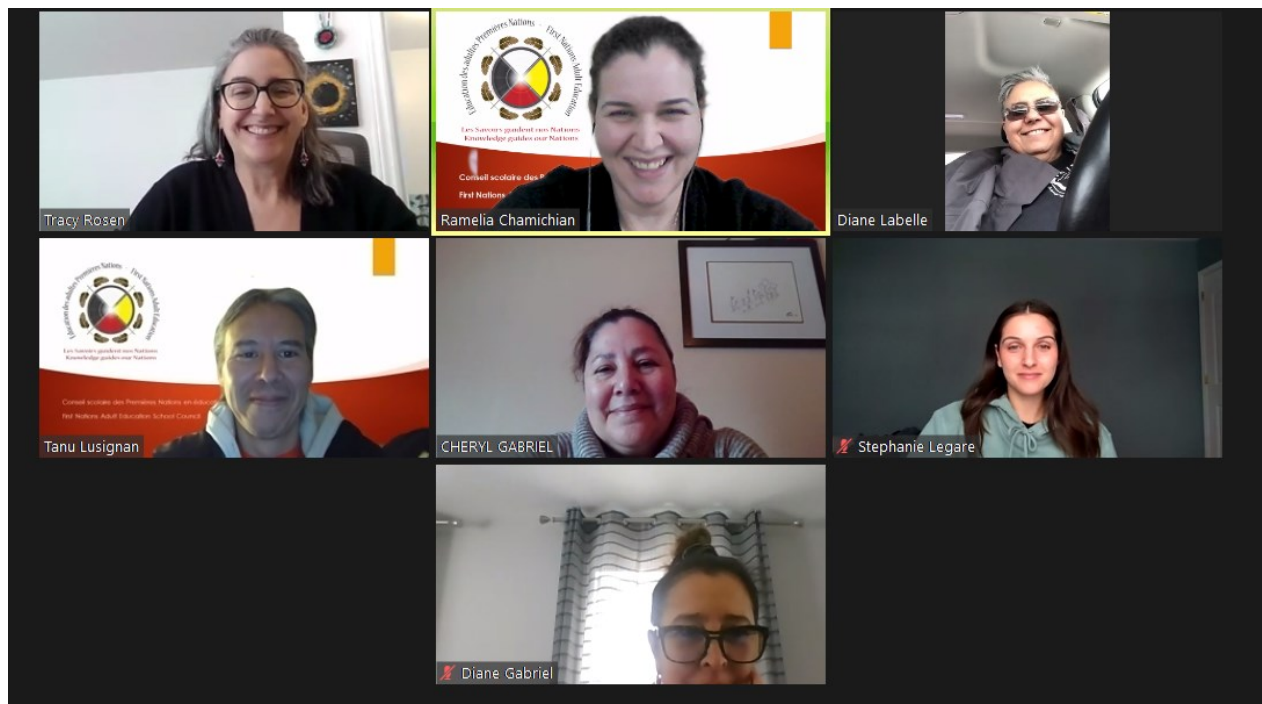 Éducation des adultes Premières Nations · First Nations Adult Education
Les Savoirs guident nos Nations
Knowledge guides our Nations
Conseil scolaire des P
First Nations
Tracy Rosen
Ramelia Chamichian
Diane Labelle
Éducation des adultes Premières Nations First Nations Adult Education
Les Savoirs guident nos Nations
Knowledge guides our Nations
Conseil scolaire des Premières Nations en éducat
First Nations Adult Education School Council
Tanu Lusignan
CHERYL GABRIEL
Stephanie Legare
Diane Gabriel